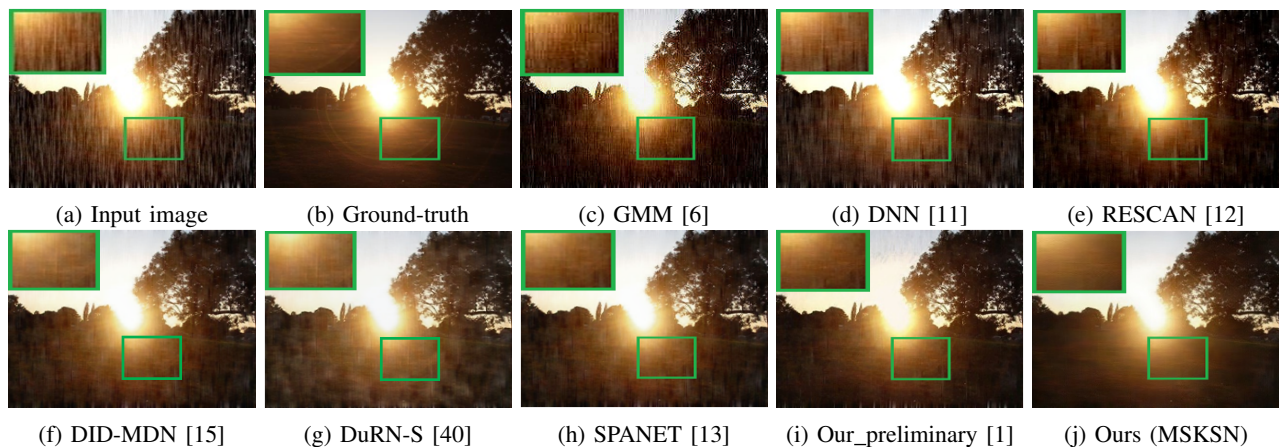 (a) Input image
(b) Ground-truth
(c) GMM [6]
(d) DNN [11]
(e) RESCAN [12]
(f) DID-MDN [15]
(g) DuRN-S [40]
(h) SPANET [13]
(i) Our_preliminary [1]
(j) Ours (MSKSN)